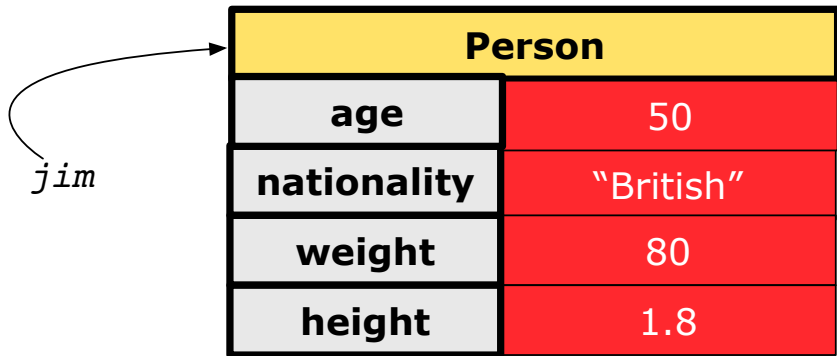 Person
age 50
jim
nationality “British”
weight 80
height 1.8